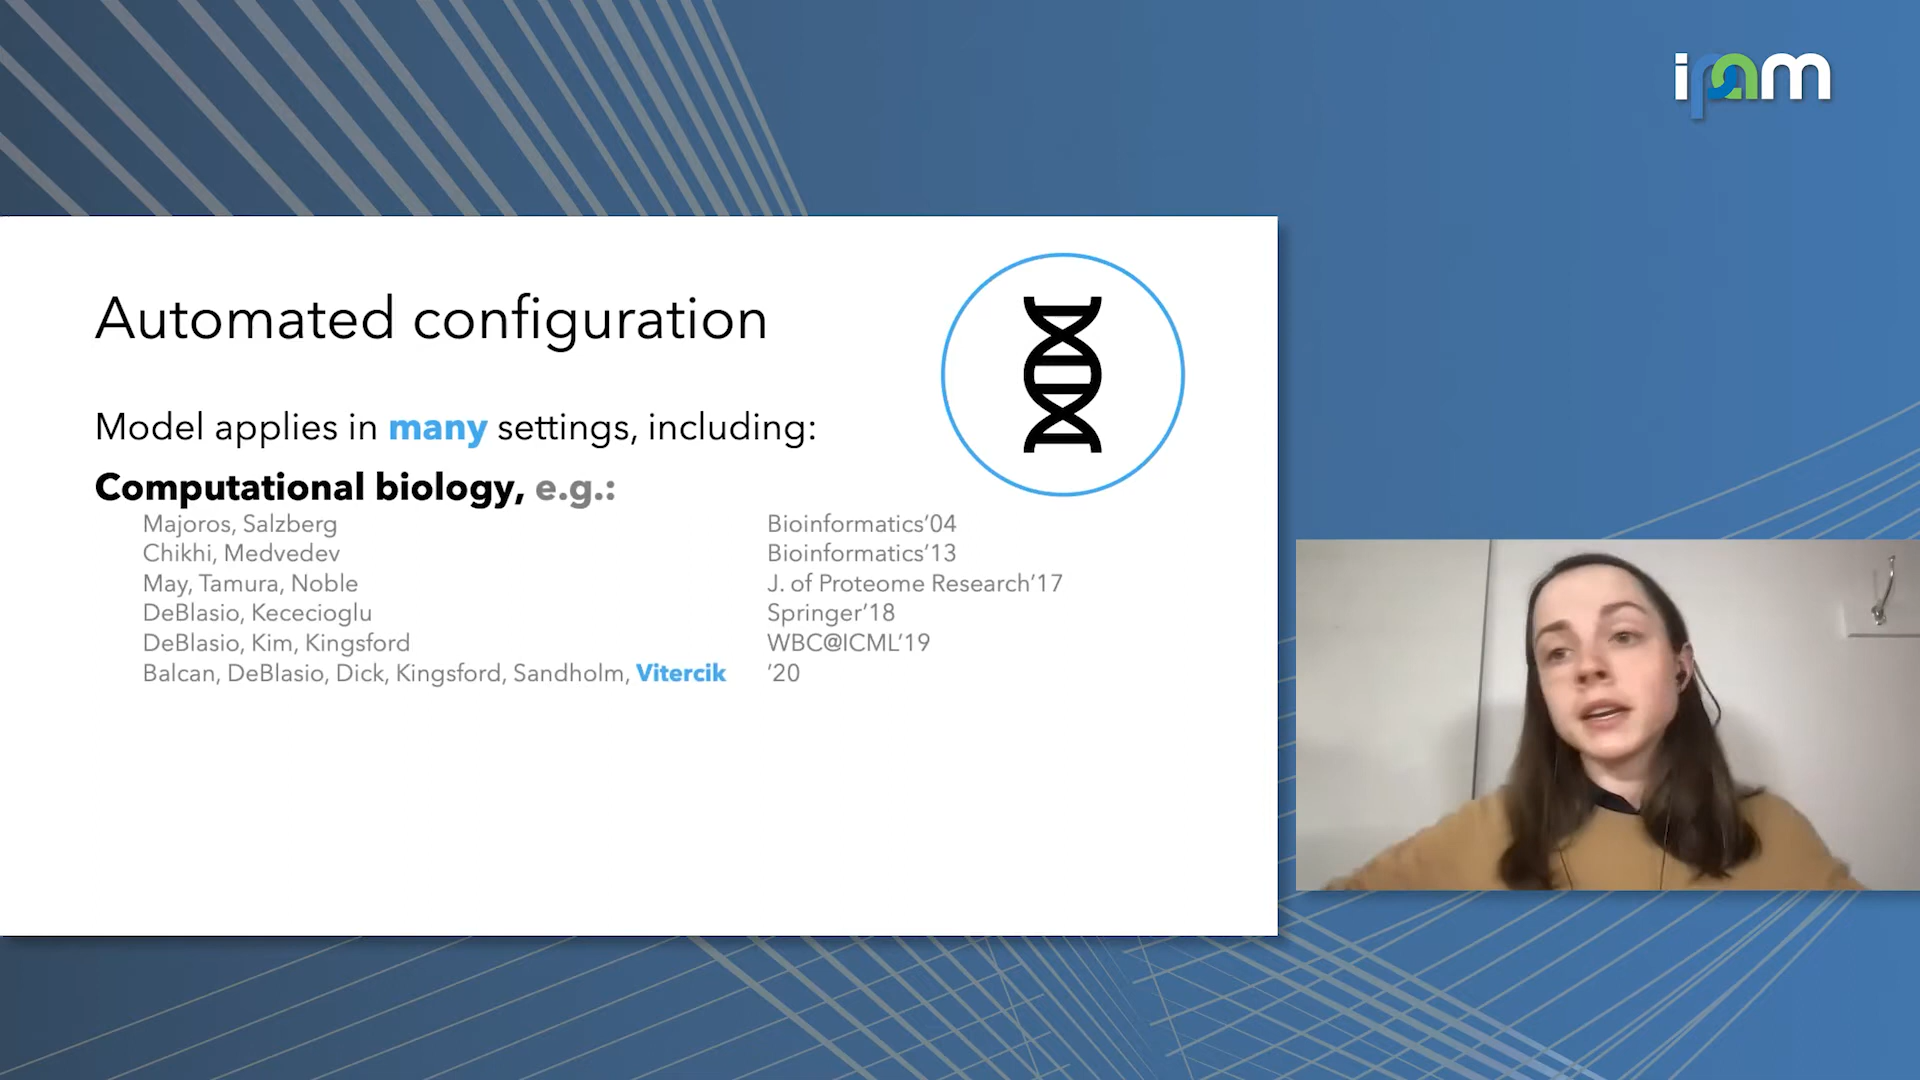 ipam
Automated configuration
Model applies in many settings, including:
Computational biology, e.g.:
Majoros, Salzberg Bioinformatics'04
Chikhi, Medvedev Bioinformatics'13
May, Tamura, Noble J. of Proteome Research'17
DeBlasio, Kececioglu Springer'18
DeBlasio, Kim, Kingsford WBC@ICML'19
Balcan, DeBlasio, Dick, Kingsford, Sandholm, Vitercik '20